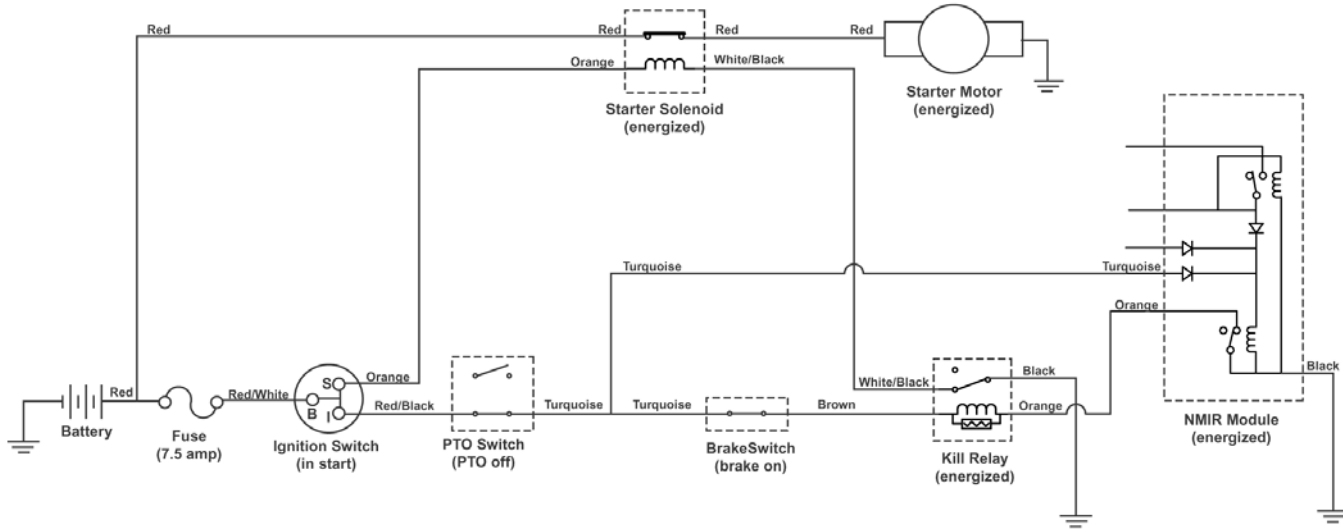 Red
Red
Red
Red
Orange
White/Black
Starter Solenoid
(energized)
Starter Motor
(energized)
Turquoise
Turquoise
Orange
Red
Battery
Fuse
(7.5 amp)
Red/White
S
B
I
Ignition Switch
(in start)
Orange
Red/Black
PTO Switch
(PTO off)
Turquoise
Turquoise
BrakeSwitch
(brake on)
Brown
White/Black
Black
Orange
Kill Relay
(energized)
NMIR Module
(energized)
Black